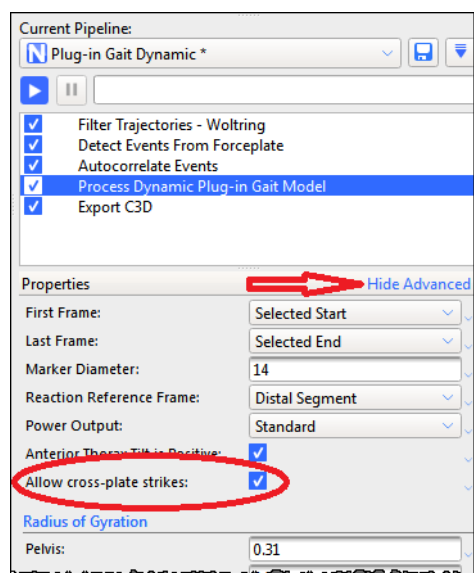 Current Pipeline:
Plug-in Gait Dynamic *
Filter Trajectories - Woltring
Detect Events From Forceplate
Autocorrelate Events
Process Dynamic Plug-in Gait Model
Export C3D
Properties Hide Advanced
First Frame: Selected Start
Last Frame: Selected End
Marker Diameter: 14
Reaction Reference Frame: Distal Segment
Power Output: Standard
Anterior Thorax Tilt is Positive:
Allow cross-plate strikes:
Radius of Gyration
Pelvis: 0.31